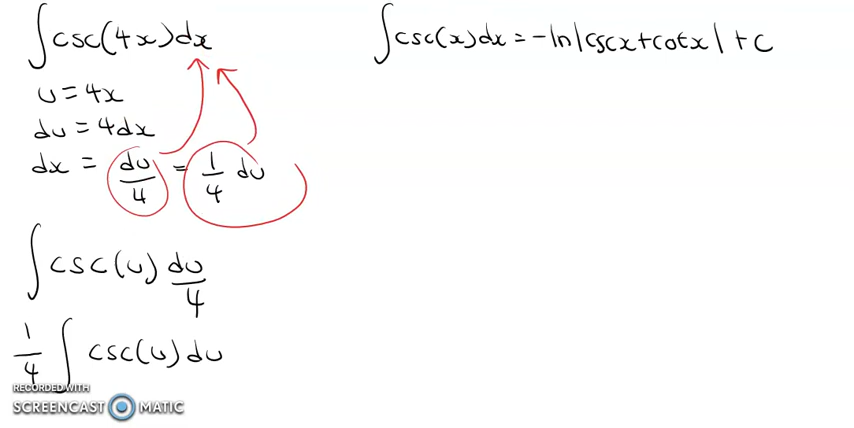 ∫csc(4x)dx
∫csc(x)dx = -ln|cscx+cotx| + c
u = 4x
du = 4dx
dx = du/4 = 1/4 du
∫csc(u) du/4
1/4 ∫ csc(u) du
RECORDED WITH
SCREENCAST MATIC